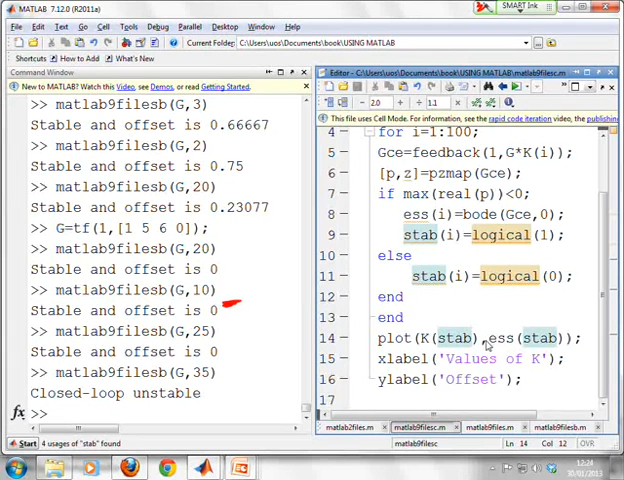 MATLAB 7.12.0 (R2011a)
SMART Ink
File Edit Text Go Cell Tools Debug Parallel Desktop Window Help
Current Folder: C:\Users\uos\Documents\book\USING MATLAB
Shortcuts How to Add What's New
Command Window
New to MATLAB? Watch this Video, see Demos, or read Getting Started.
>> matlab9filesb(G,3)
Stable and offset is 0.66667
>> matlab9filesb(G,2)
Stable and offset is 0.75
>> matlab9filesb(G,20)
Stable and offset is 0.23077
>> G=tf(1,[1 5 6 0]);
>> matlab9filesb(G,20)
Stable and offset is 0
>> matlab9filesb(G,10)
Stable and offset is 0
>> matlab9filesb(G,25)
Stable and offset is 0
>> matlab9filesb(G,35)
Closed-loop unstable
fx >>
Editor - C:\Users\uos\Documents\book\USING MATLAB\matlab9filesc.m
- 2.0 + ÷ 1.1 ×
This file uses Cell Mode. For information, see the rapid code iteration video, the publishing
4 for i=1:100;
5 Gce=feedback(1,G*K(i));
6 [p,z]=pzmap(Gce);
7 if max(real(p))<0;
8 ess(i)=bode(Gce,0);
9 stab(i)=logical(1);
10 else
11 stab(i)=logical(0);
12 end
13 end
14 plot(K(stab),ess(stab));
15 xlabel('Values of K');
16 ylabel('Offset');
17
matlab2files.m matlab9filesc.m matlab9files.m matlab9filesb.m
Start 4 usages of "stab" found
matlab9filesc Ln 14 Col 12 OVR
12:24
30/01/2013